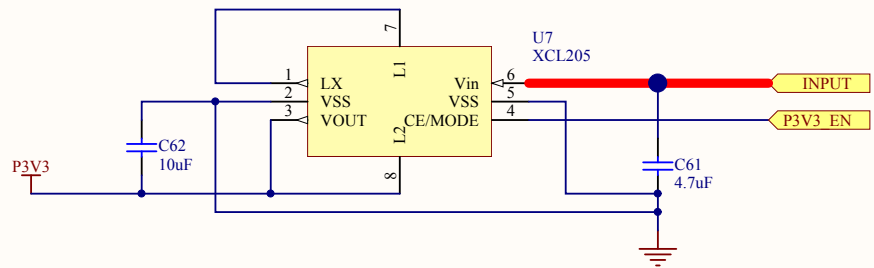 U7
XCL205
7
L1
1 LX Vin 6 INPUT
2 VSS VSS 5
3 VOUT CE/MODE 4 P3V3_EN
L2
8
C62
10uF
P3V3
C61
4.7uF